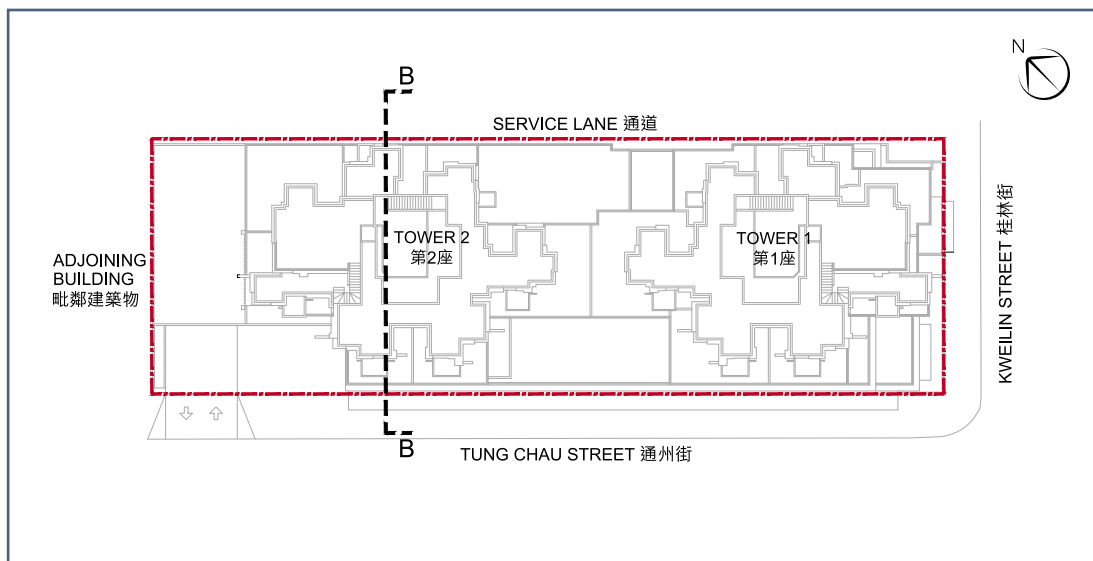 N
B
SERVICE LANE 通道
TOWER 2
第2座
TOWER 1
第1座
ADJOINING
BUILDING
毗鄰建築物
KWEILIN STREET 桂林街
B
TUNG CHAU STREET 通州街